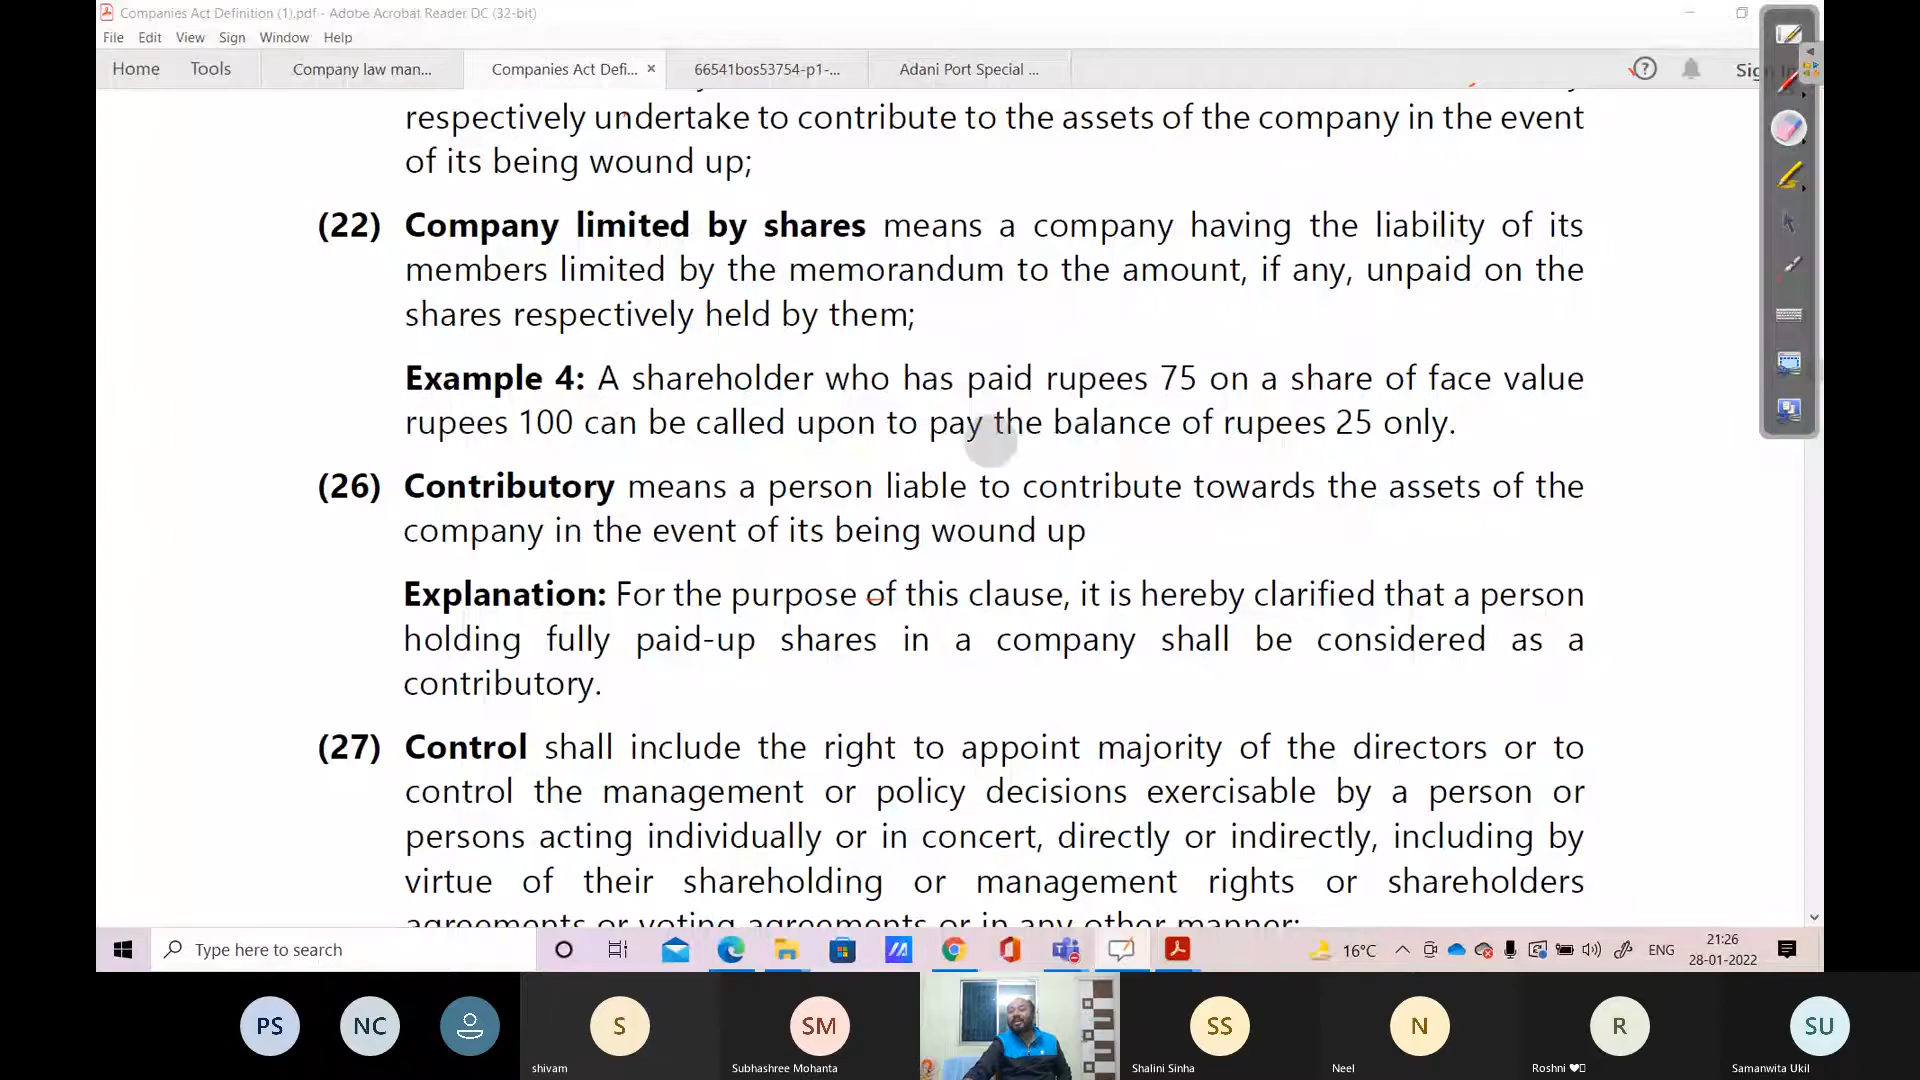 Companies Act Definition (1).pdf - Adobe Acrobat Reader DC (32-bit)
File Edit View Sign Window Help
Home Tools Company law man... Companies Act Defi... × 66541bos53754-p1-... Adani Port Special ... Sign In
respectively undertake to contribute to the assets of the company in the event
of its being wound up;
(22) Company limited by shares means a company having the liability of its
members limited by the memorandum to the amount, if any, unpaid on the
shares respectively held by them;
Example 4: A shareholder who has paid rupees 75 on a share of face value
rupees 100 can be called upon to pay the balance of rupees 25 only.
(26) Contributory means a person liable to contribute towards the assets of the
company in the event of its being wound up
Explanation: For the purpose of this clause, it is hereby clarified that a person
holding fully paid-up shares in a company shall be considered as a
contributory.
(27) Control shall include the right to appoint majority of the directors or to
control the management or policy decisions exercisable by a person or
persons acting individually or in concert, directly or indirectly, including by
virtue of their shareholding or management rights or shareholders
agreements or voting agreements or in any other manner;
Type here to search
16°C ENG 21:26
28-01-2022
PS NC S SM SS N R SU
shivam Subhashree Mohanta Shalini Sinha Neel Roshni ❤ Samanwita Ukil